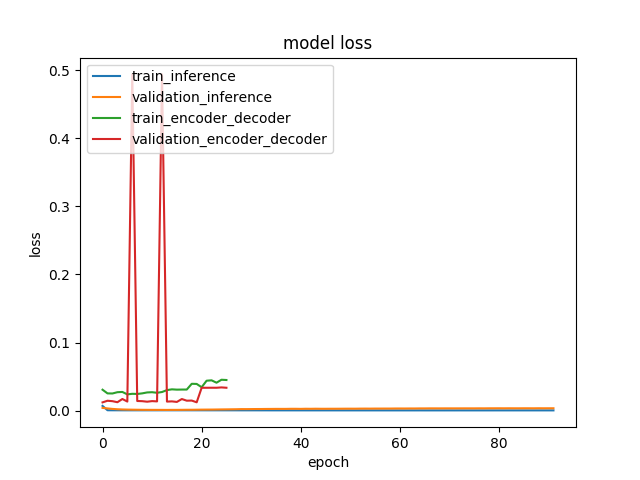 model loss
train_inference
validation_inference
train_encoder_decoder
validation_encoder_decoder
loss
0.5
0.4
0.3
0.2
0.1
0.0
0 20 40 60 80
epoch